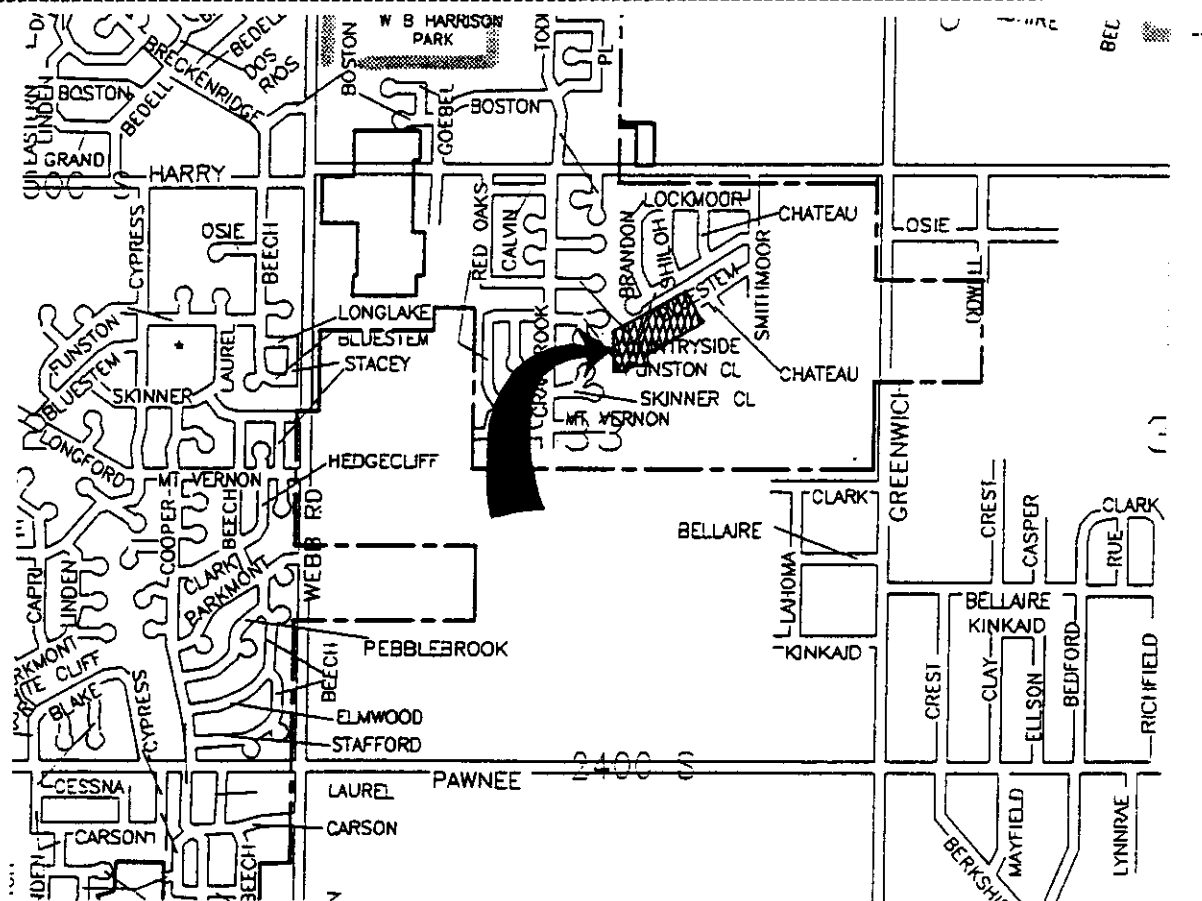 W B HARRISON
PARK
BEDELL
BRECKENRIDGE
DOS
RIOS
BOSTON
BEDELL
LINDEN
EASTERN
GRAND
BOSTON
GOEBEL
BOSTON
PL
HARRY
CYPRESS
OSIE
BEECH
RED OAKS
CALVIN
BRANDON
LOCKMOOR
SHILOH
CHATEAU
SMITHMOOR
OSIE
LONGLAKE
BLUESTEM
STACEY
FUNSTON
BLUESTEM
LAUREL
SKINNER
CHATEAU
SKINNER CL
MT VERNON
LONGFORD
MT VERNON
HEDGECLIFF
GREENWICH
COOPER
BEECH
WEBB RD
CLARK
PARKMONT
CAPRI
LINDEN
CLARK
BELLAIRE
LAHOMA
KINKAID
CREST
CASPER
CLARK
RUE
BELLAIRE
KINKAID
CREST
CLAY
ELLSON
BEDFORD
RICHFIELD
PEBBLEBROOK
BEECH
BLAKE
CYPRESS
ELMWOOD
STAFFORD
PAWNEE
2400 S
CESSNA
LAUREL
CARSON
CARSON
BEECH
MAYFIELD
LYNNRAE